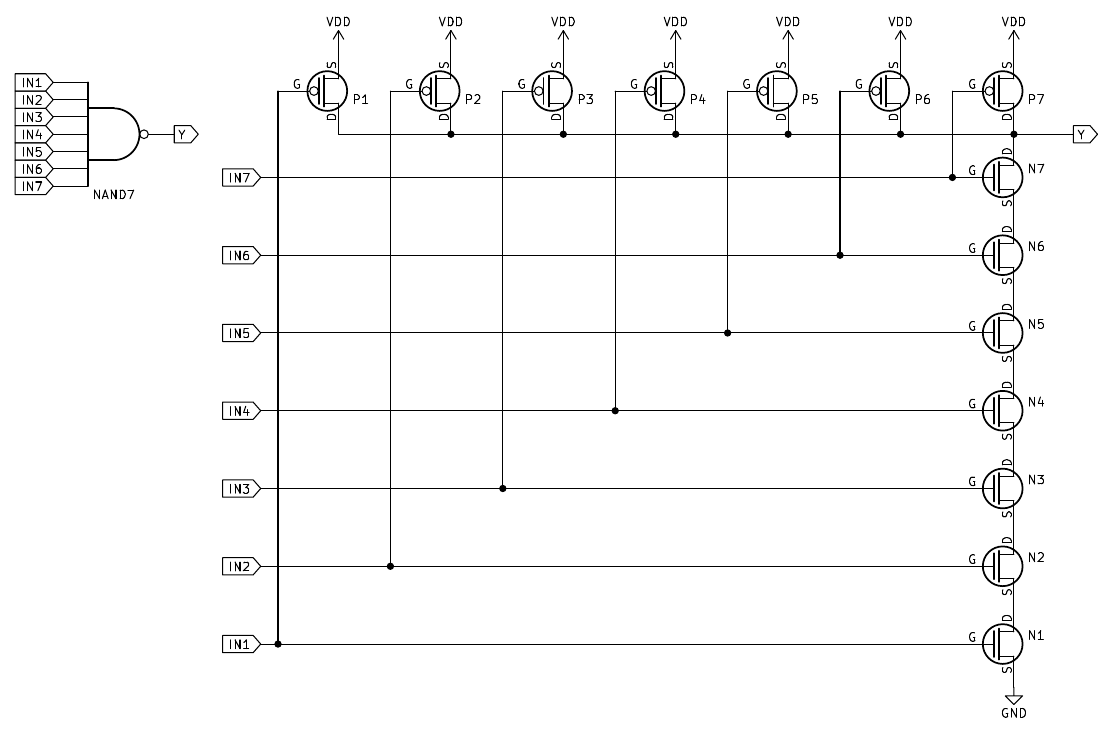 VDD VDD VDD VDD VDD VDD VDD
S S S S S S S
IN1 G G G G G G G
IN2 P1 P2 P3 P4 P5 P6 P7
IN3 D D D D D D D
IN4 Y Y
IN5 D
IN6 IN7 G N7
IN7 NAND7 S
D
IN6 G N6
S
D
IN5 G N5
S
D
IN4 G N4
S
D
IN3 G N3
S
D
IN2 G N2
S
D
IN1 G N1
S
GND